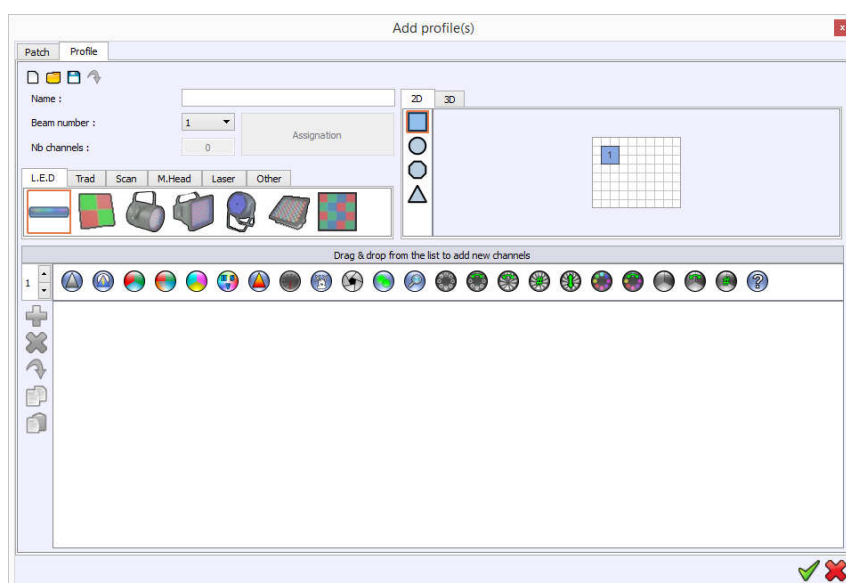 Add profile(s)
x
Patch Profile
Name :
Beam number : 1
Nb channels : 0
Assignation
2D 3D
1
L.E.D Trad Scan M.Head Laser Other
Drag & drop from the list to add new channels
1
?